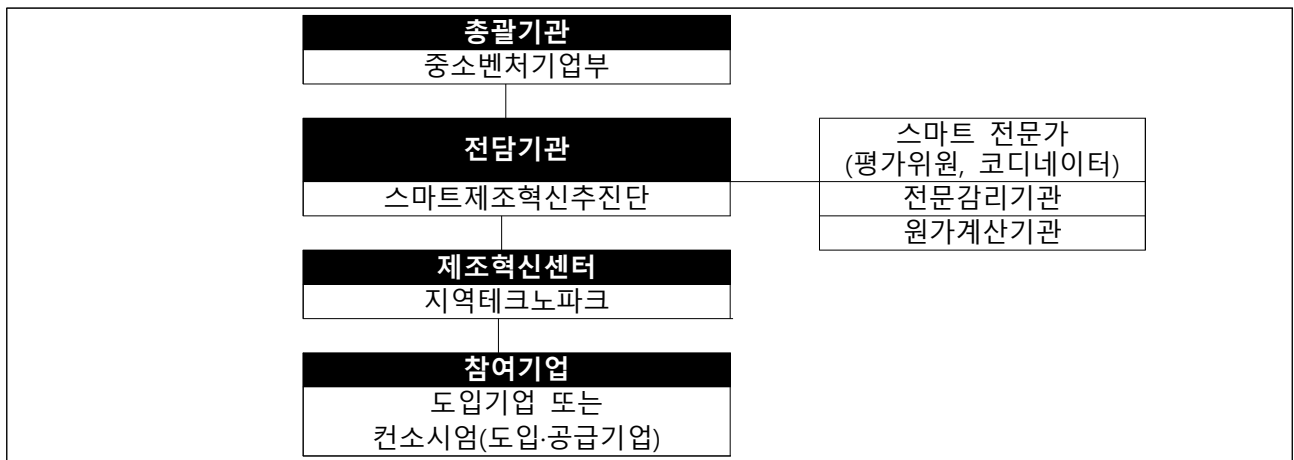 총괄기관
중소벤처기업부
전담기관
스마트제조혁신추진단
스마트 전문가
(평가위원, 코디네이터)
전문감리기관
원가계산기관
제조혁신센터
지역테크노파크
참여기업
도입기업 또는
컨소시엄(도입·공급기업)